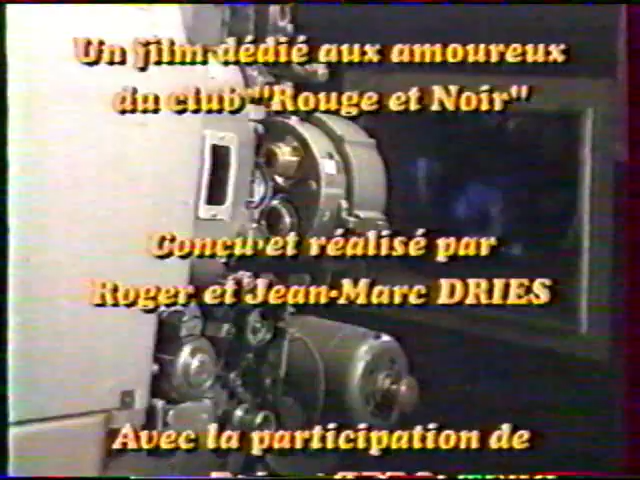 Un film dédié aux amoureux
du club "Rouge et Noir"
Conçu et réalisé par
Roger et Jean-Marc DRIES
Avec la participation de